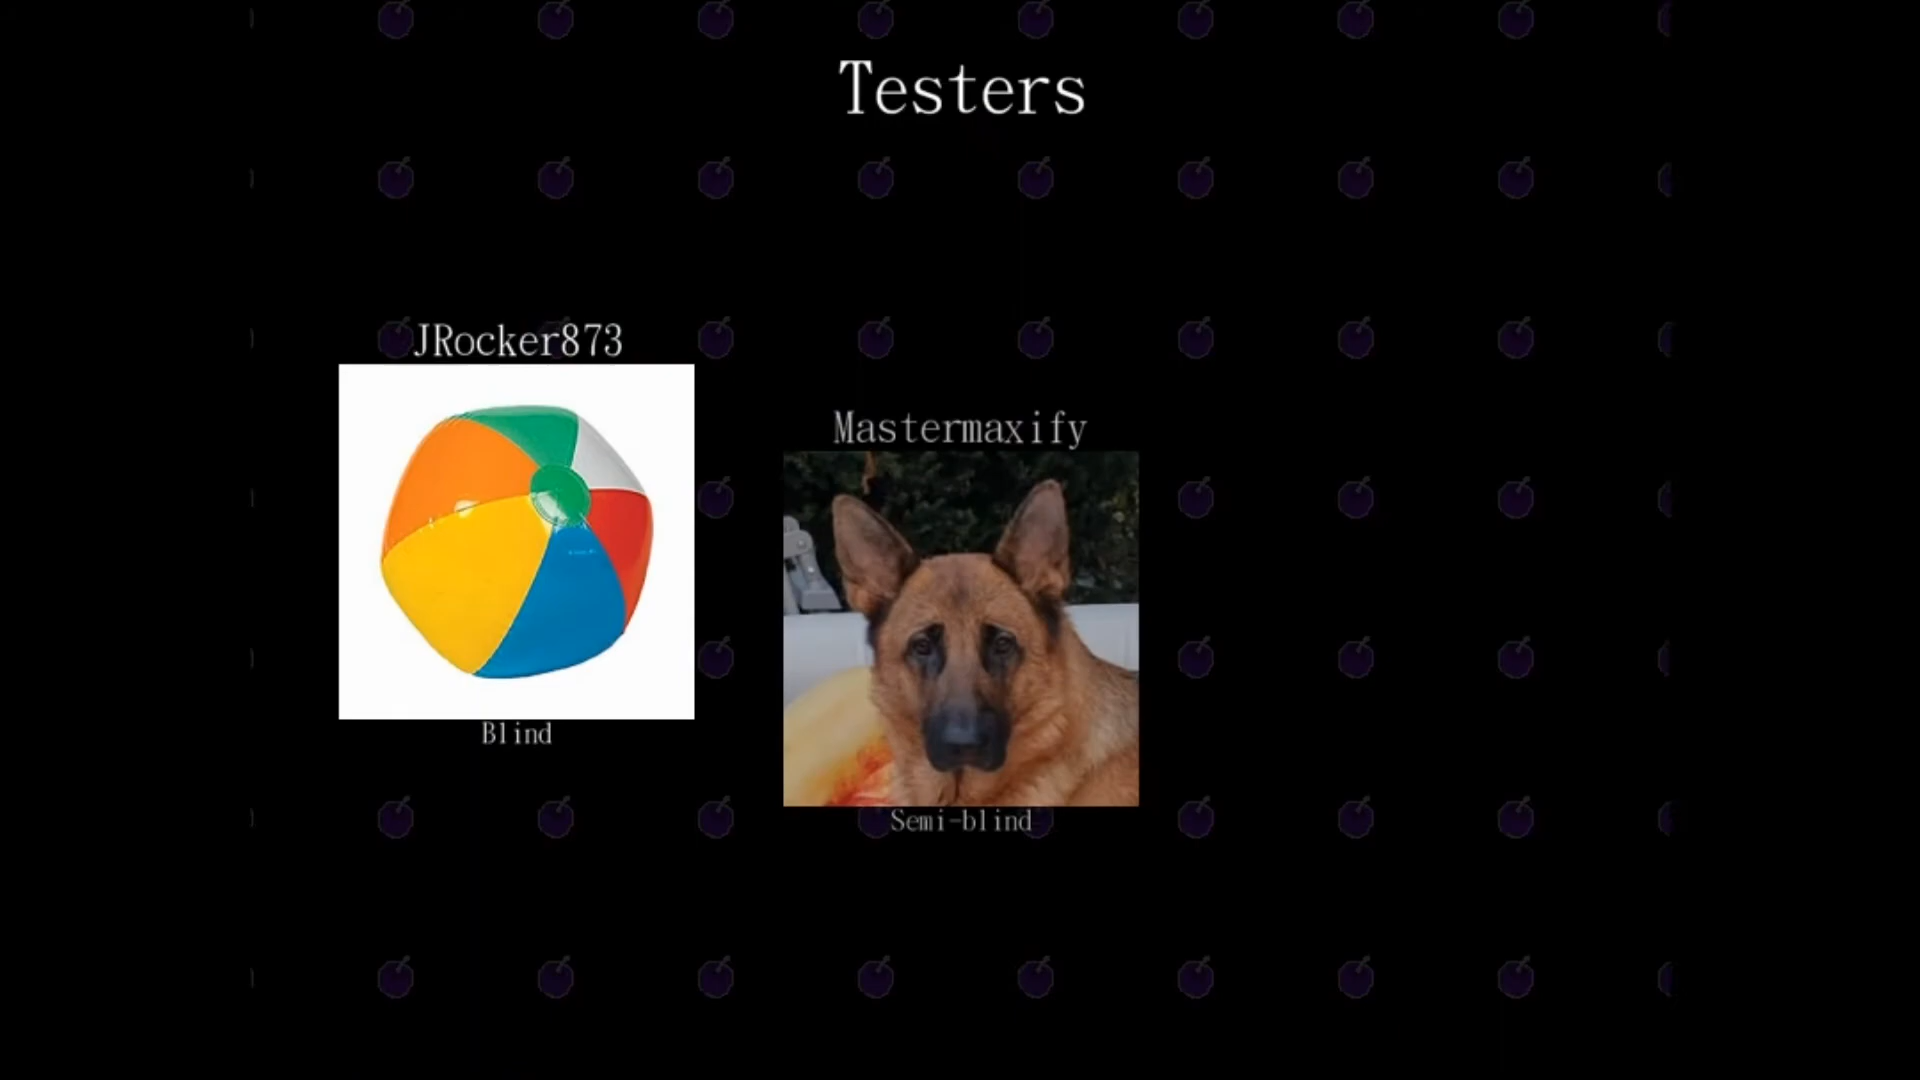 Testers
JRocker873
Blind
Mastermaxify
Semi-blind